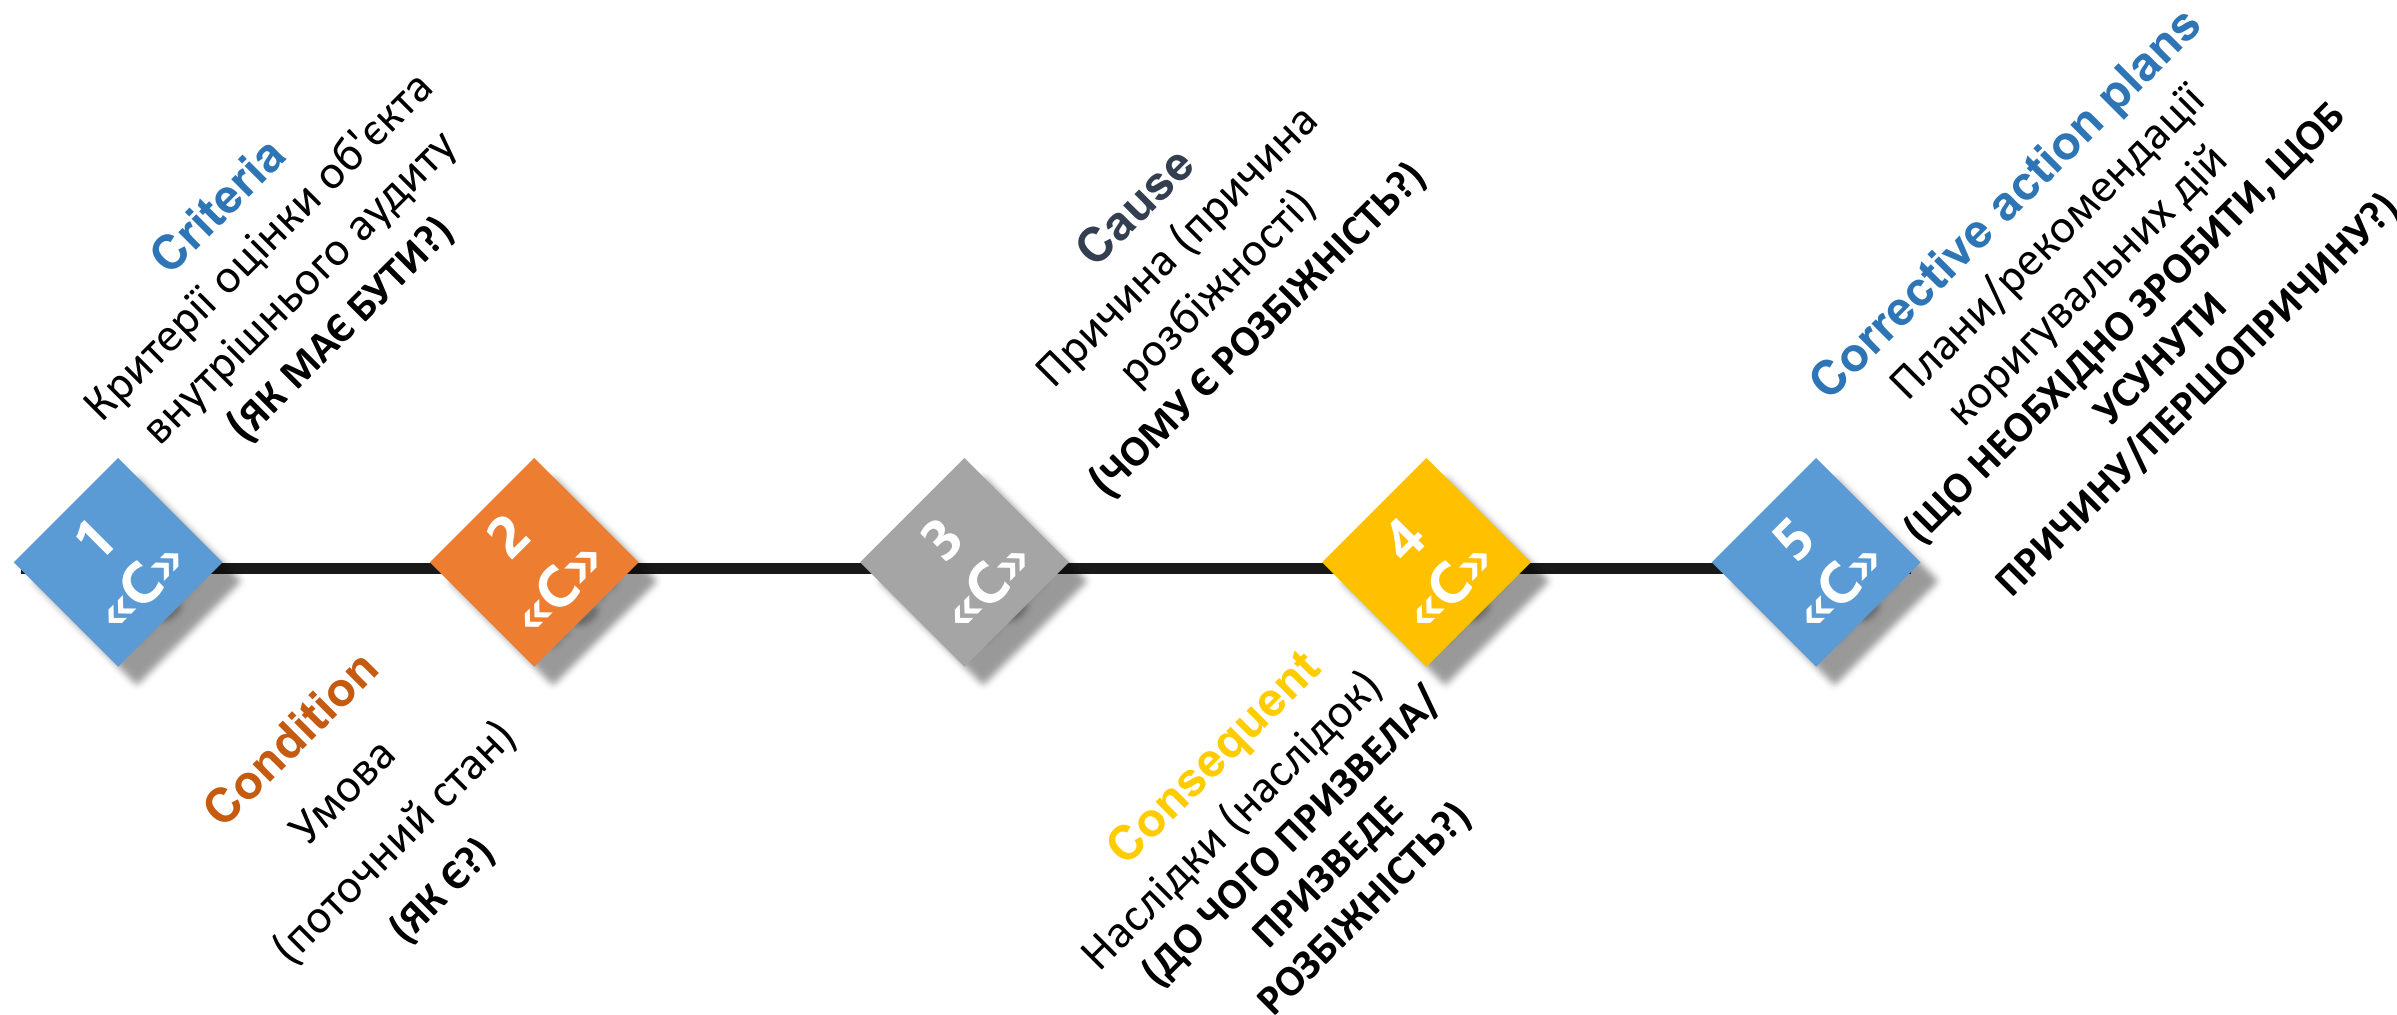 Criteria
Критерії оцінки об'єкта
внутрішнього аудиту
(ЯК МАЄ БУТИ?)
1
«С»
Condition
Умова
(поточний стан)
(ЯК Є?)
2
«С»
Cause
Причина (причина
розбіжності)
(ЧОМУ Є РОЗБІЖНІСТЬ?)
3
«С»
Consequent
Наслідки (наслідок)
(ДО ЧОГО ПРИЗВЕЛА/
ПРИЗВЕДЕ
РОЗБІЖНІСТЬ?)
4
«С»
Corrective action plans
Плани/рекомендації
коригувальних дій
(ЩО НЕОБХІДНО ЗРОБИТИ, ЩОБ
УСУНУТИ
ПРИЧИНУ/ПЕРШОПРИЧИНУ?)
5
«С»